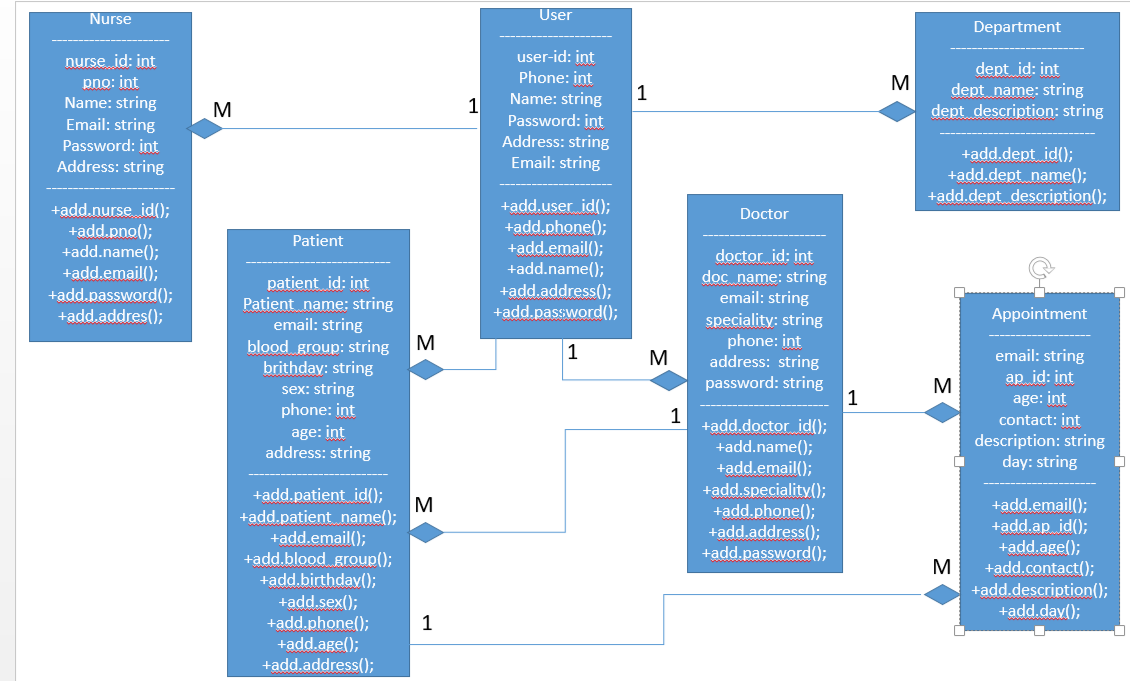 Nurse
--------------------
nurse_id: int
pno: int
Name: string
Email: string
Password: int
Address: string
----------------------
+add.nurse_id();
+add.pno();
+add.name();
+add.email();
+add.password();
+add.addres();
M
1
User
-------------------
user-id: int
Phone: int
Name: string
Password: int
Address: string
Email: string
-------------------
+add.user_id();
+add.phone();
+add.email();
+add.name();
+add.address();
+add.password();
1
M
Department
-----------------------
dept_id: int
dept_name: string
dept_description: string
---------------------------
+add.dept_id();
+add.dept_name();
+add.dept_description();
Patient
-------------------------
patient_id: int
Patient_name: string
email: string
blood_group: string
brithday: string
sex: string
phone: int
age: int
address: string
------------------------
+add.patient_id();
+add.patient_name();
+add.email();
+add.blood_group();
+add.birthday();
+add.sex();
+add.phone();
+add.age();
+add.address();
M
1
M
1
M
1
Doctor
---------------------
doctor_id: int
doc_name: string
email: string
speciality: string
phone: int
address:  string
password: string
----------------------
+add.doctor_id();
+add.name();
+add.email();
+add.speciality();
+add.phone();
+add.address();
+add.password();
1
M
M
Appointment
------------------
email: string
ap_id: int
age: int
contact: int
description: string
day: string
-------------------
+add.email();
+add.ap_id();
+add.age();
+add.contact();
+add.description();
+add.day();